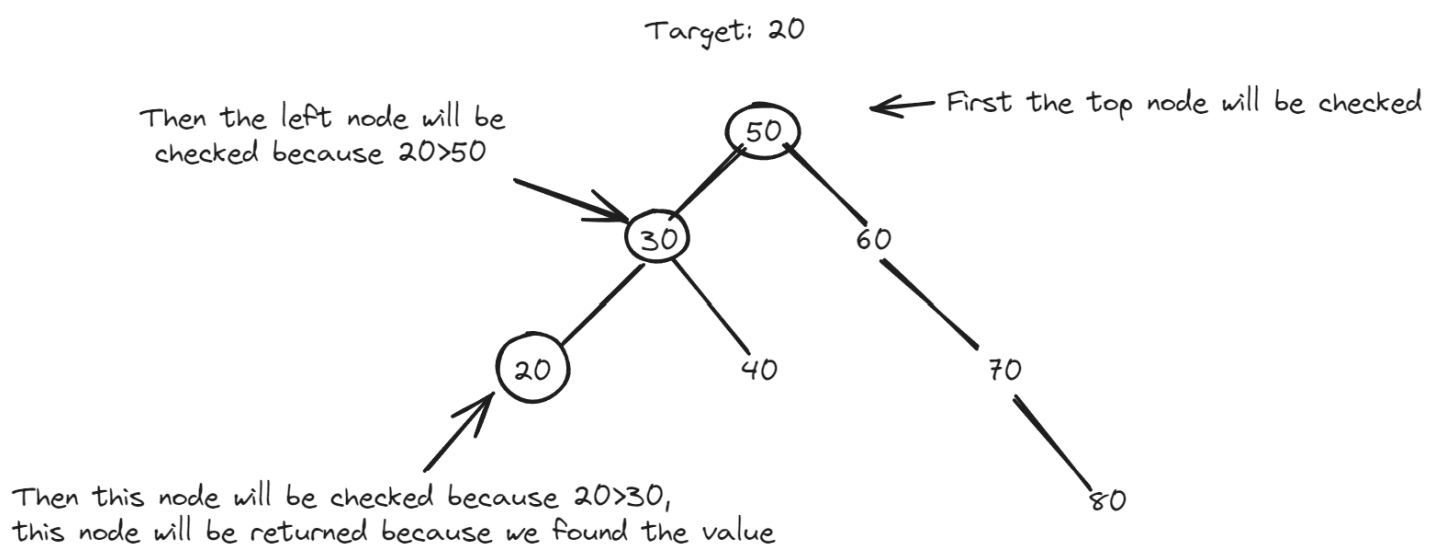 Target: 20
First the top node will be checked
Then the left node will be
checked because 20>50
50
30
60
20
40
70
80
Then this node will be checked because 20>30,
this node will be returned because we found the value